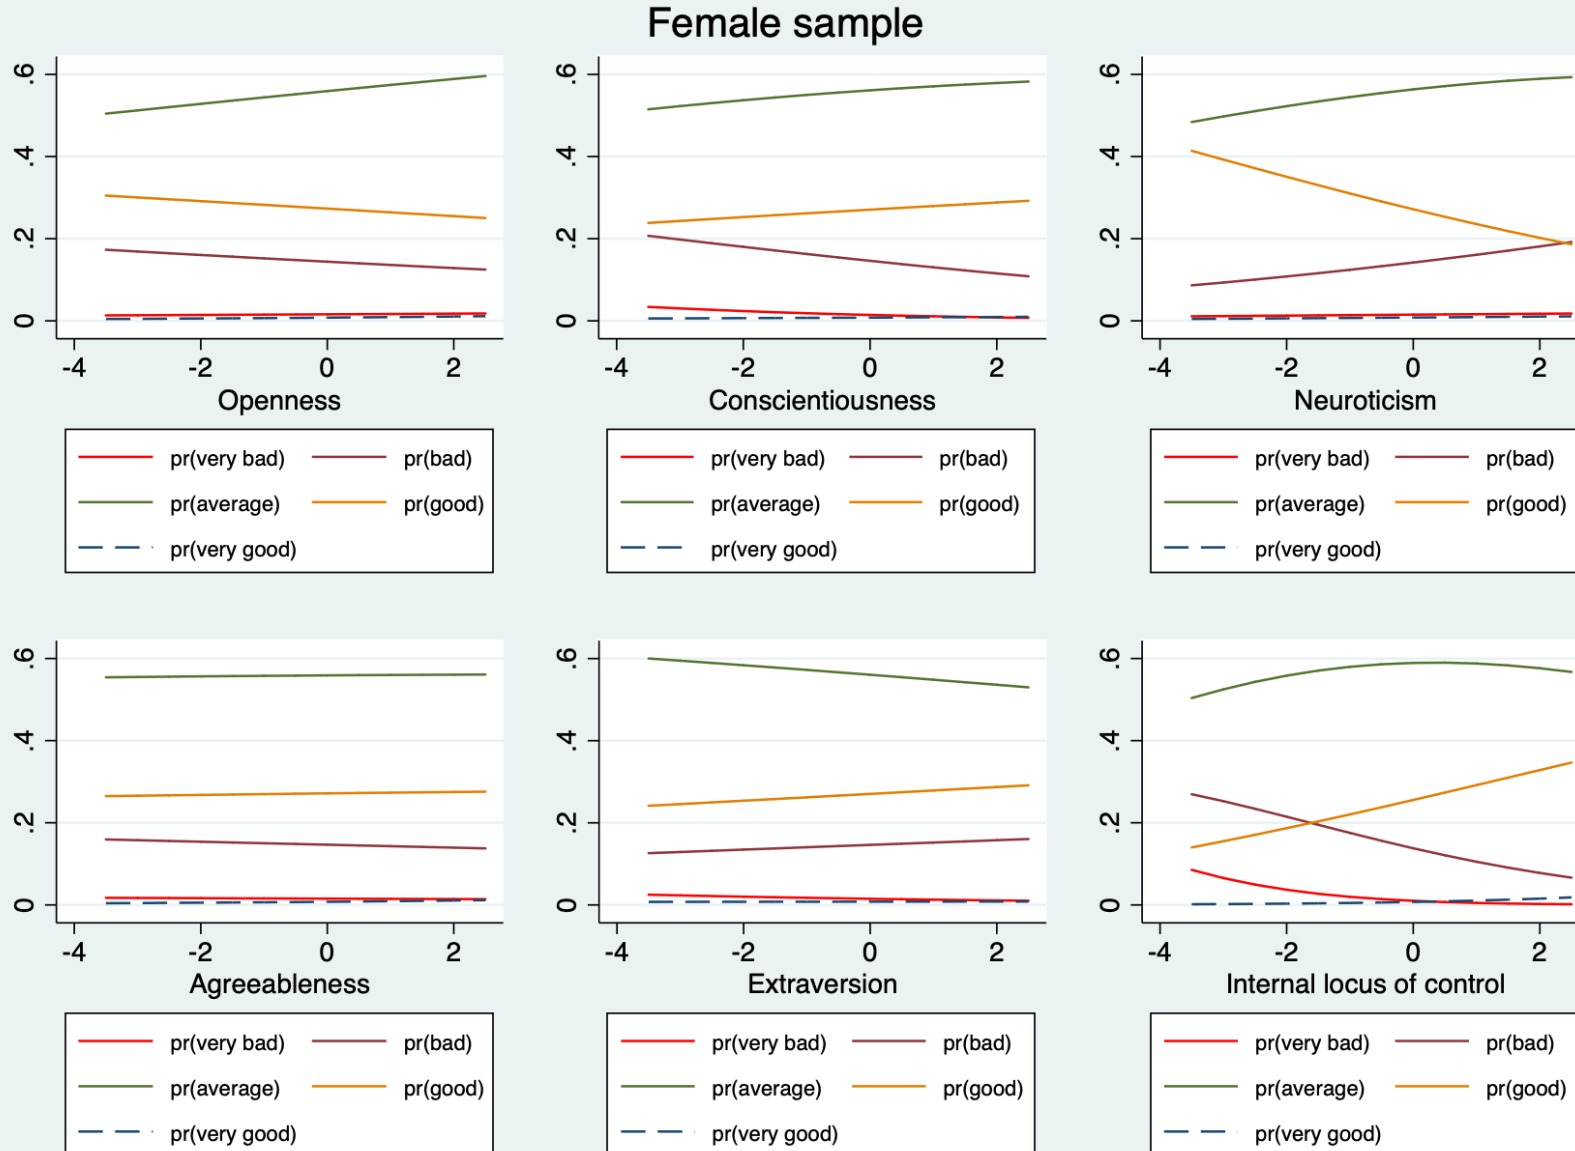 Female sample
.6 .6 .6
.4 .4 .4
.2 .2 .2
0 0 0
-4 -2 0 2 -4 -2 0 2 -4 -2 0 2
Openness Conscientiousness Neuroticism
pr(very bad) pr(bad) pr(very bad) pr(bad) pr(very bad) pr(bad)
pr(average) pr(good) pr(average) pr(good) pr(average) pr(good)
pr(very good) pr(very good) pr(very good)
.6 .6 .6
.4 .4 .4
.2 .2 .2
0 0 0
-4 -2 0 2 -4 -2 0 2 -4 -2 0 2
Agreeableness Extraversion Internal locus of control
pr(very bad) pr(bad) pr(very bad) pr(bad) pr(very bad) pr(bad)
pr(average) pr(good) pr(average) pr(good) pr(average) pr(good)
pr(very good) pr(very good) pr(very good)